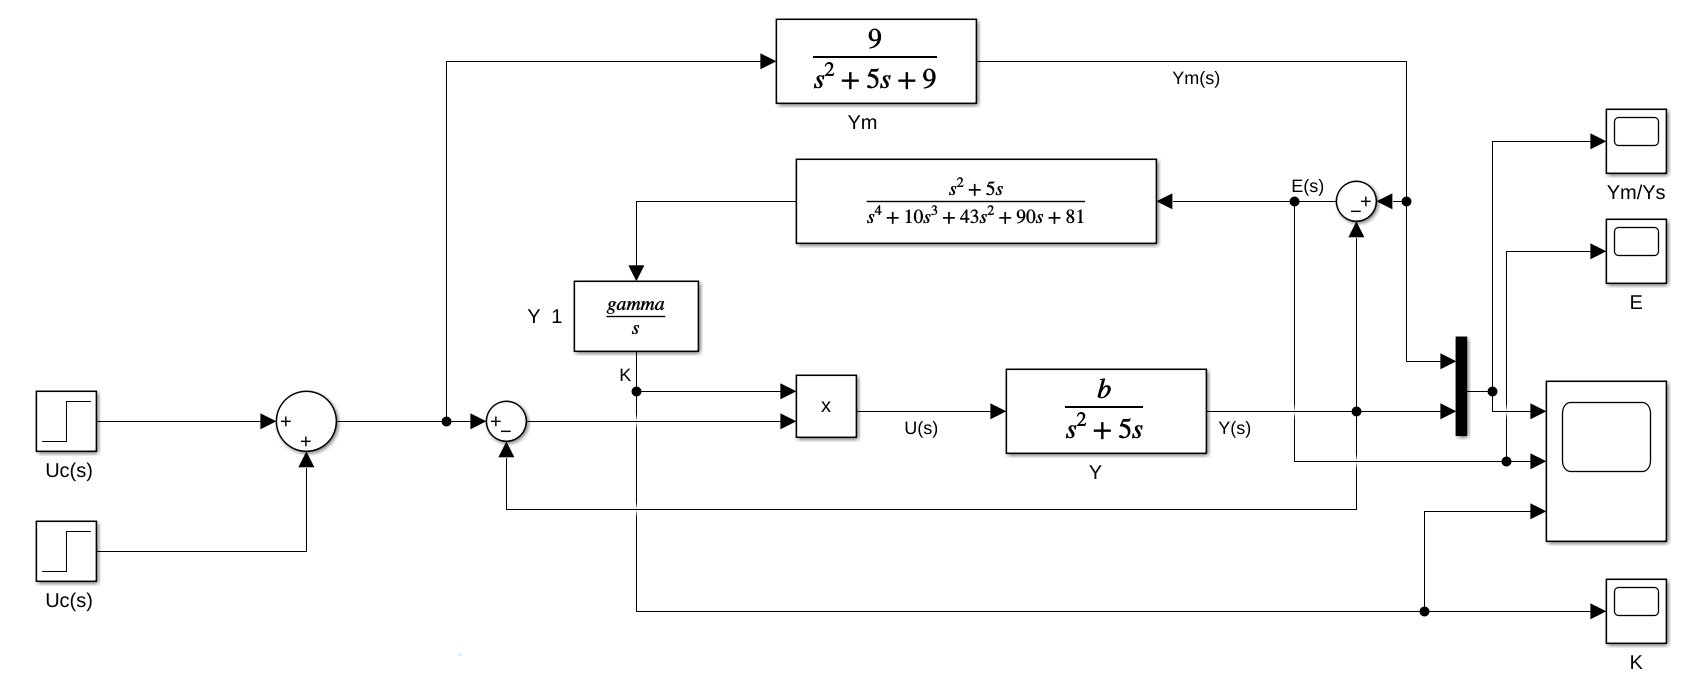 9
s² + 5s + 9
Ym
Ym(s)
Ym/Ys
s² + 5s
s⁴ + 10s³ + 43s² + 90s + 81
E(s)
+
−
E
Y 1
gamma
s
K
Uc(s)
+
+
+
−
x
U(s)
b
s² + 5s
Y
Y(s)
Uc(s)
K